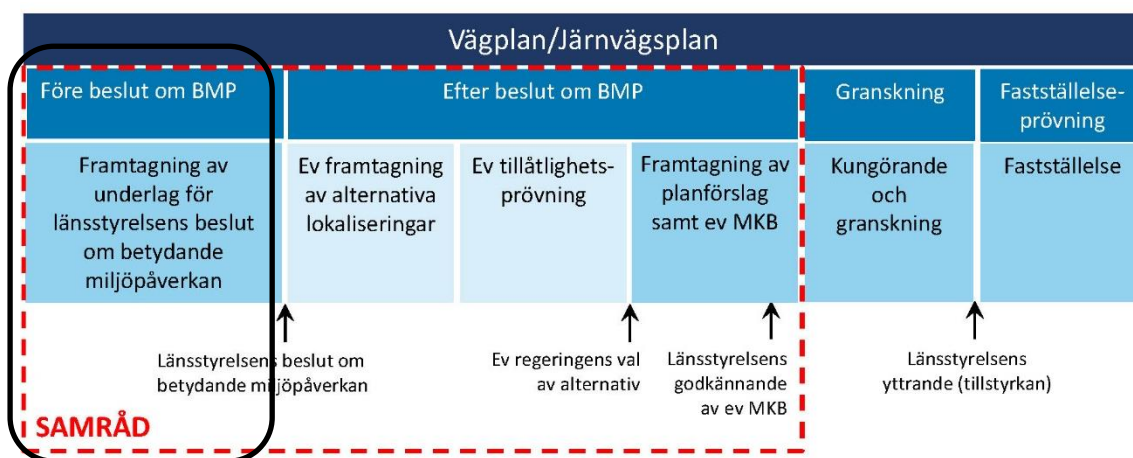 Vägplan/Järnvägsplan
Före beslut om BMP
Efter beslut om BMP
Granskning
Fastställelse-
prövning
Framtagning av
underlag för
länsstyrelsens beslut
om betydande
miljöpåverkan
Ev framtagning
av alternativa
lokaliseringar
Ev tillåtlighets-
prövning
Framtagning av
planförslag
samt ev MKB
Kungörande
och
granskning
Fastställelse
Länsstyrelsens beslut om
betydande miljöpåverkan
Ev regeringens val
av alternativ
Länsstyrelsens
godkännande
av ev MKB
Länsstyrelsens
yttrande (tillstyrkan)
SAMRÅD